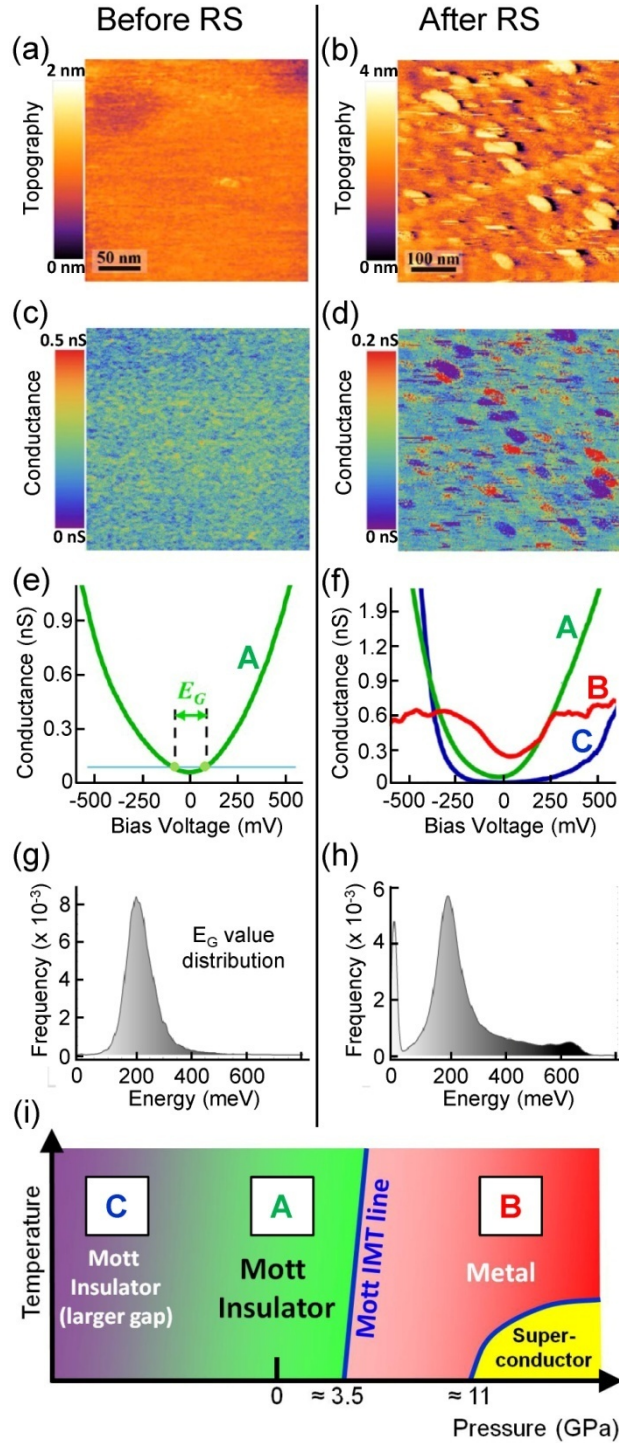 Before RS
After RS
(a)
2 nm
Topography
0 nm
50 nm
(b)
4 nm
Topography
0 nm
100 nm
(c)
0.5 nS
Conductance
0 nS
(d)
0.2 nS
Conductance
0 nS
(e)
Conductance (nS)
0.9
0.6
0.3
0
A
E_G
-500 -250 0 250 500
Bias Voltage (mV)
(f)
Conductance (nS)
1.9
1.2
0.9
0.6
0.3
0
A
B
C
-500 -250 0 250 500
Bias Voltage (mV)
(g)
Frequency (x 10⁻³)
8
6
4
2
0
E_G value
distribution
0 200 400 600
Energy (meV)
(h)
Frequency (x 10⁻³)
6
4
2
0
0 200 400 600
Energy (meV)
(i)
Temperature
C
Mott
Insulator
(larger gap)
A
Mott
Insulator
Mott IMT line
B
Metal
Super-
conductor
0 ≈ 3.5 ≈ 11
Pressure (GPa)